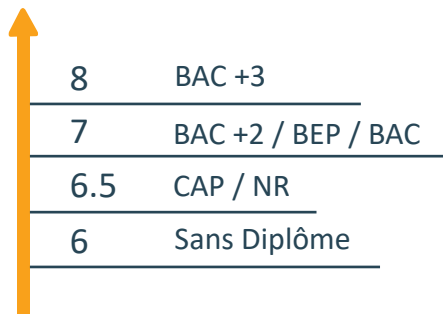 8 BAC +3
7 BAC +2 / BEP / BAC
6.5 CAP / NR
6 Sans Diplôme